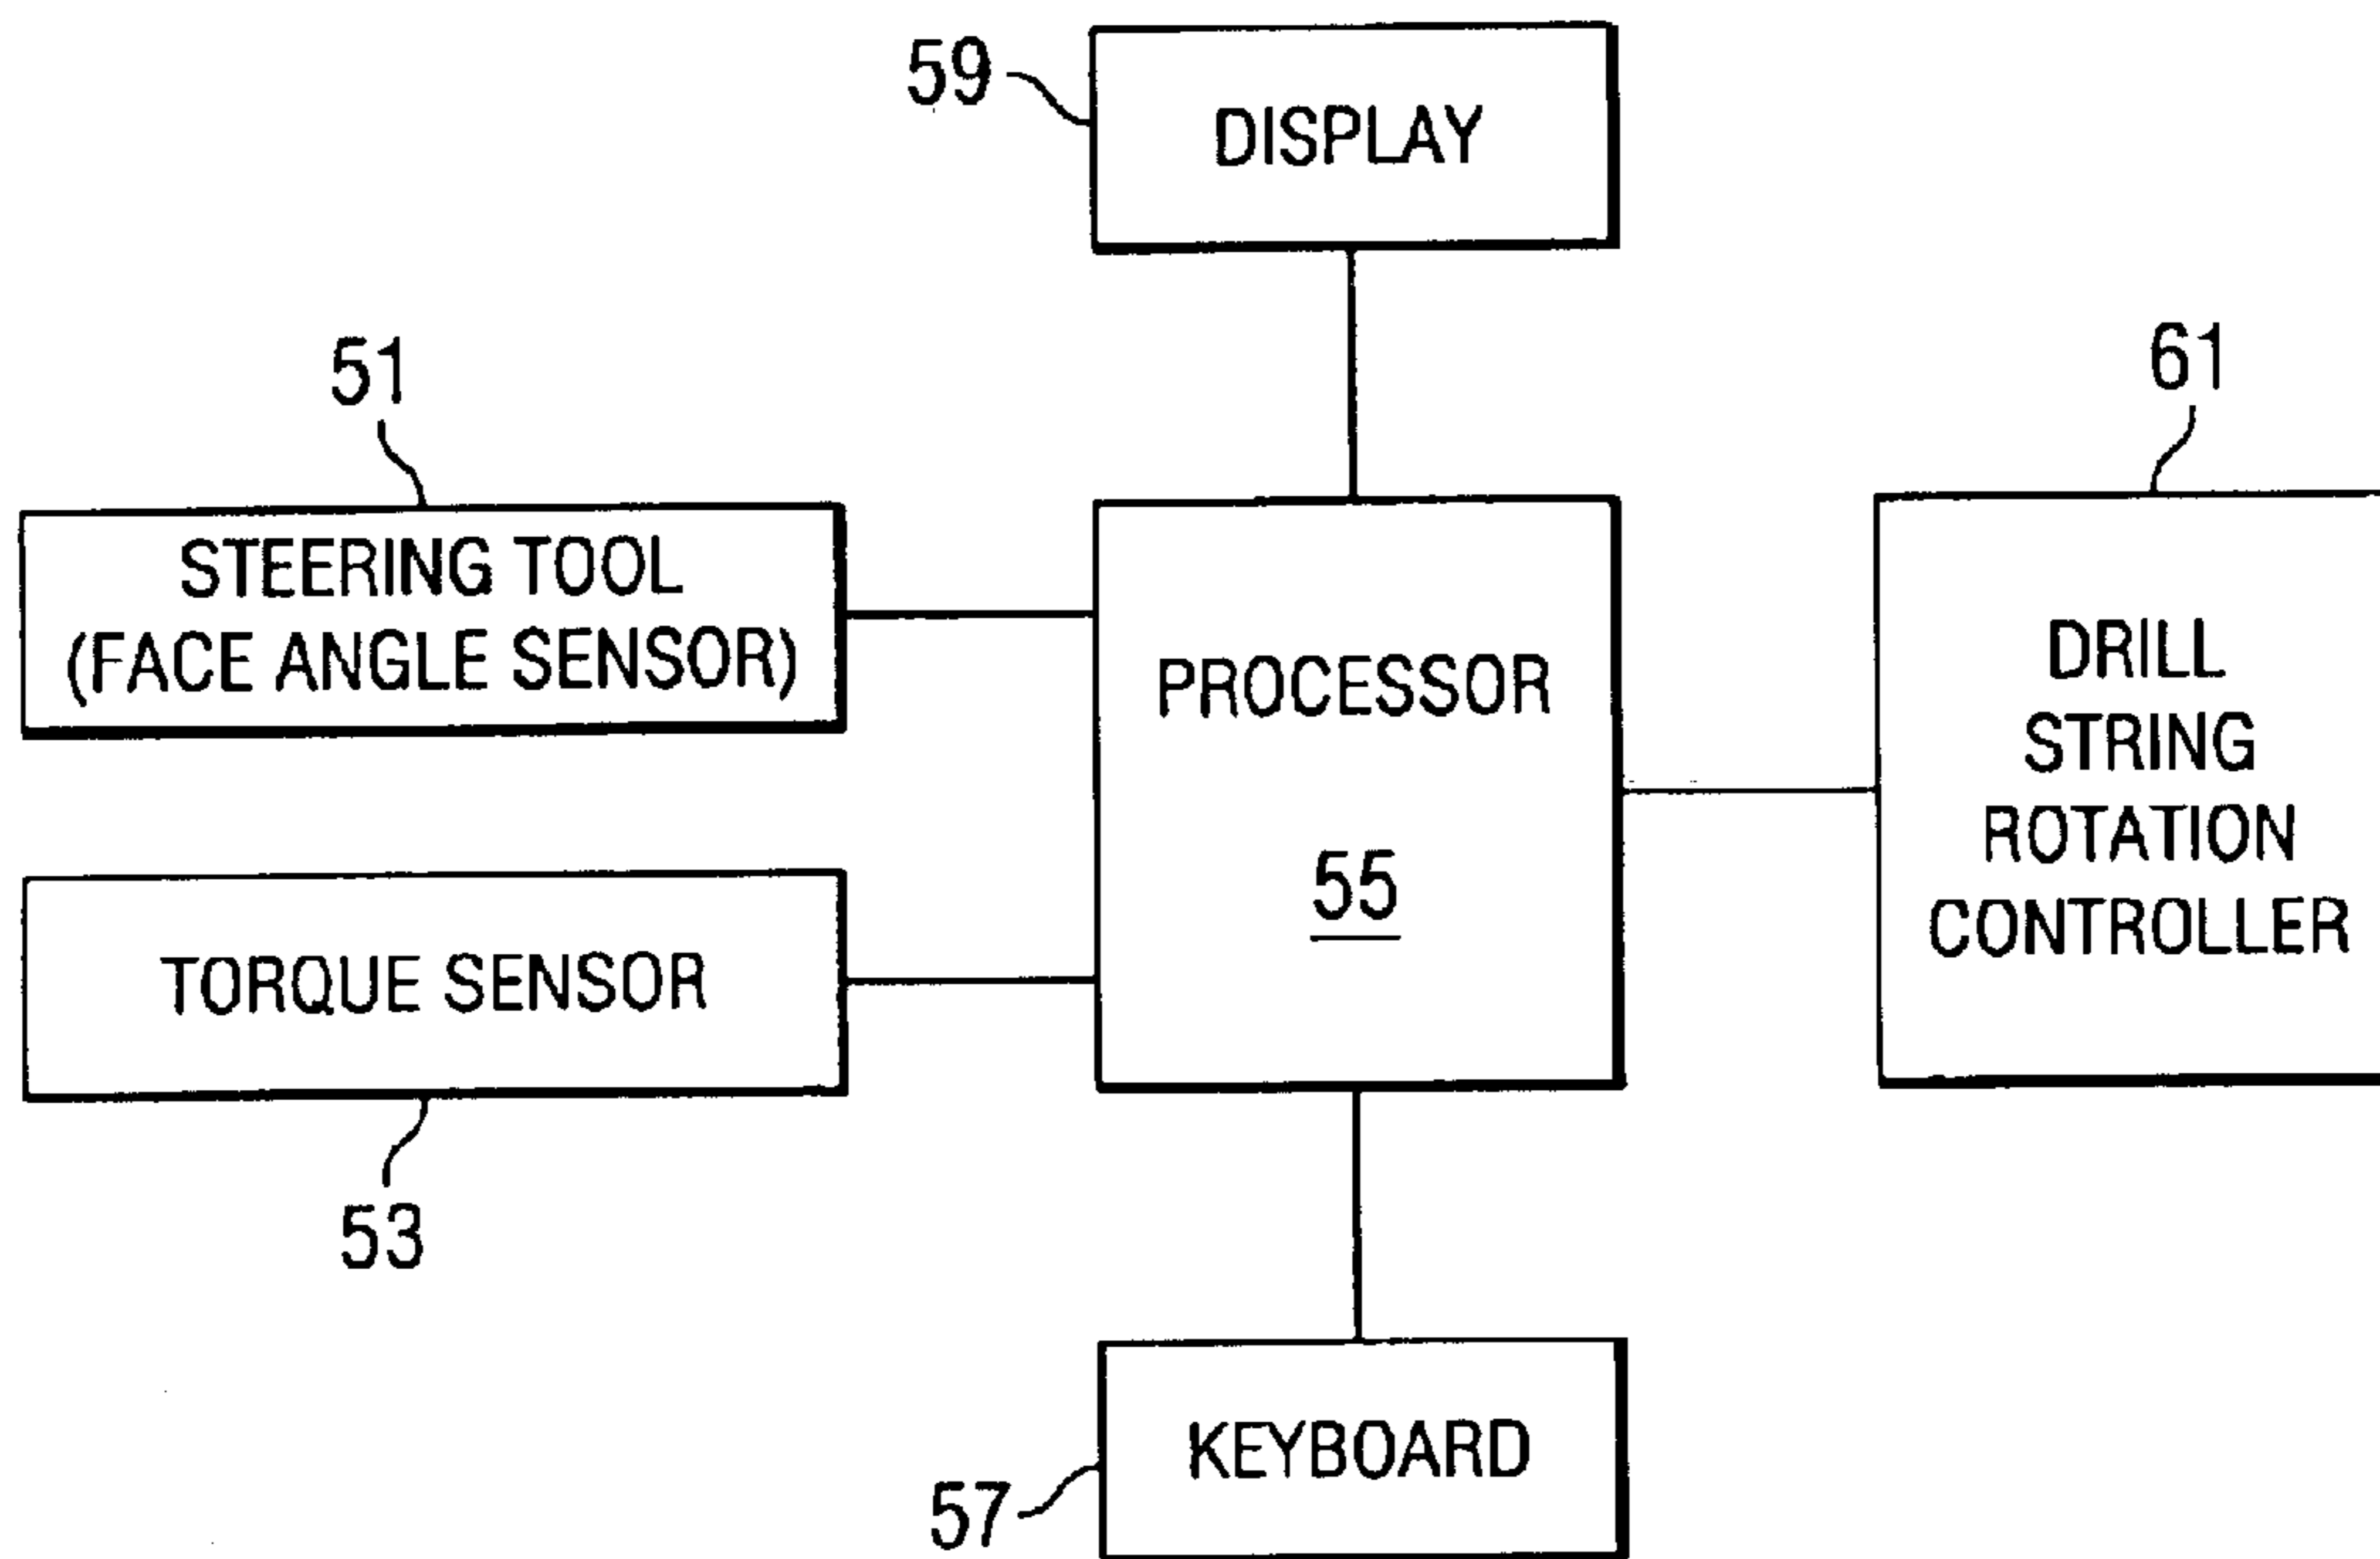 59
DISPLAY
51
STEERING TOOL
(FACE ANGLE SENSOR)
61
PROCESSOR
55
DRILL
STRING
ROTATION
CONTROLLER
TORQUE SENSOR
53
KEYBOARD
57